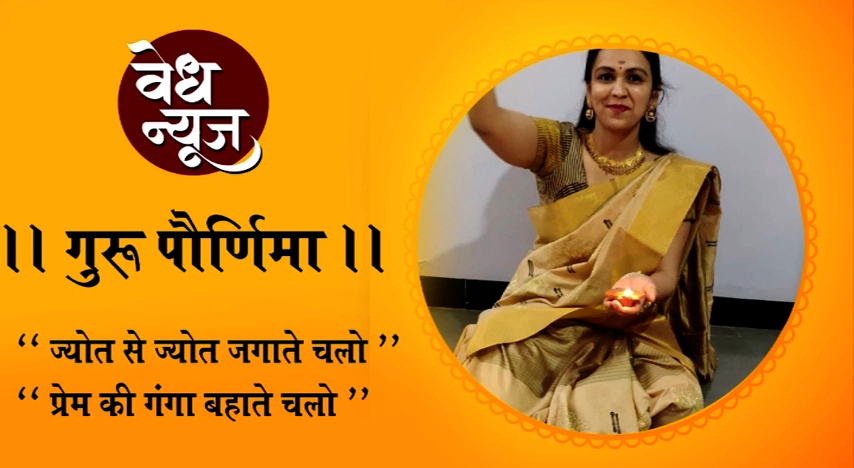 वेध
न्यूज
।। गुरू पौर्णिमा ।।
“ ज्योत से ज्योत जगाते चलो ”
“ प्रेम की गंगा बहाते चलो ”